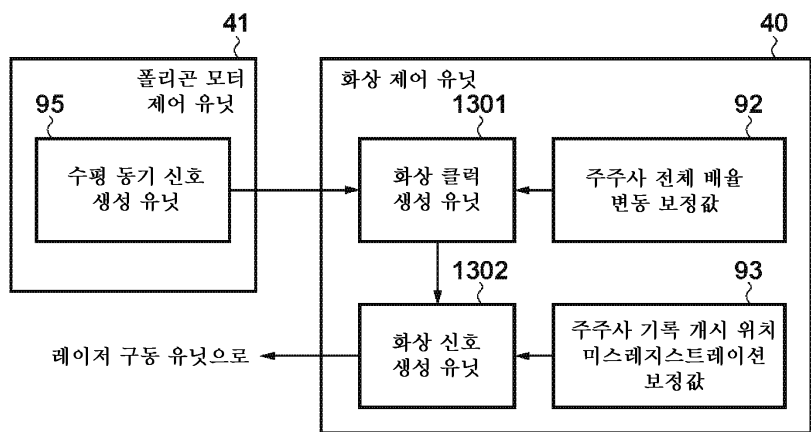 41
폴리곤 모터
제어 유닛
95
수평 동기 신호
생성 유닛
40
화상 제어 유닛
1301
화상 클럭
생성 유닛
92
주주사 전체 배율
변동 보정값
1302
화상 신호
생성 유닛
93
주주사 기록 개시 위치
미스레지스트레이션
보정값
레이저 구동 유닛으로